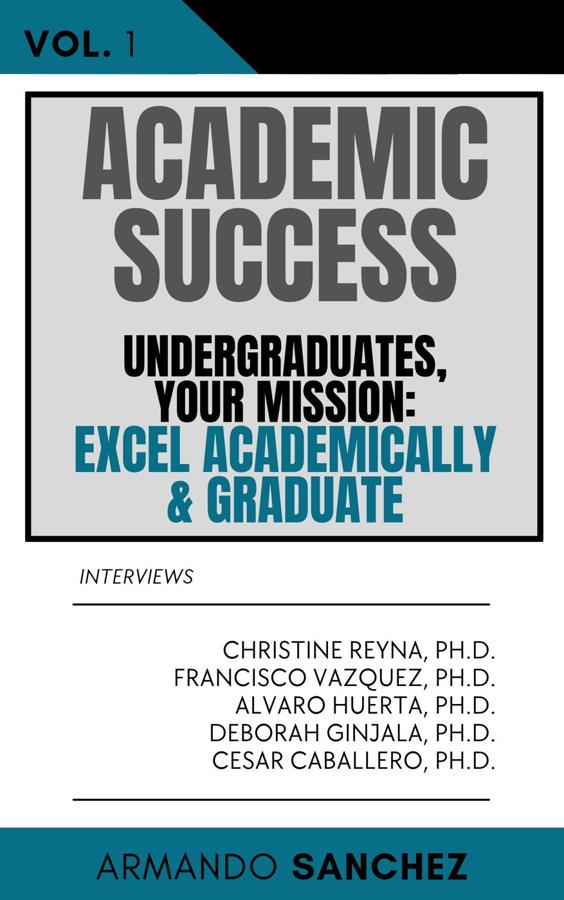 VOL. 1
ACADEMIC
SUCCESS
UNDERGRADUATES,
YOUR MISSION:
EXCEL ACADEMICALLY
& GRADUATE
INTERVIEWS
CHRISTINE REYNA, PH.D.
FRANCISCO VAZQUEZ, PH.D.
ALVARO HUERTA, PH.D.
DEBORAH GINJALA, PH.D.
CESAR CABALLERO, PH.D.
ARMANDO SANCHEZ